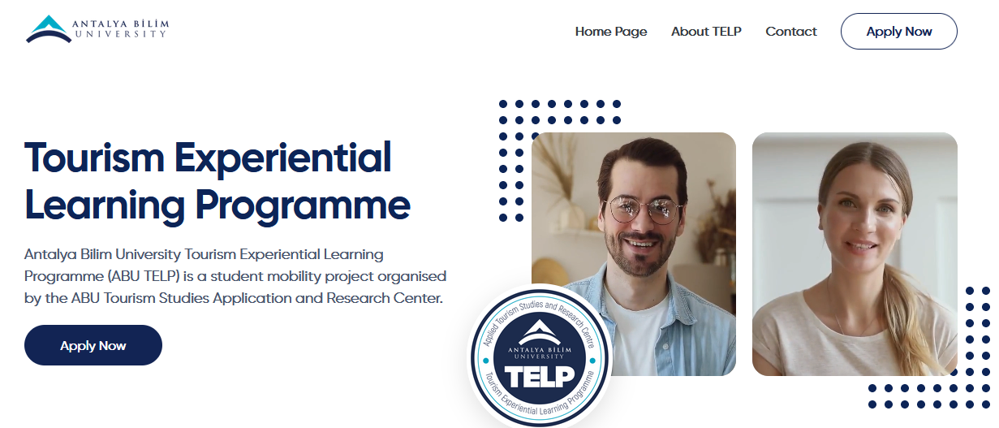 ANTALYA BİLİM
UNIVERSITY
Home Page
About TELP
Contact
Apply Now
Tourism Experiential
Learning Programme
Antalya Bilim University Tourism Experiential Learning
Programme (ABU TELP) is a student mobility project organised
by the ABU Tourism Studies Application and Research Center.
Apply Now
Applied Tourism Studies and Research Centre
ANTALYA BİLİM
UNIVERSITY
TELP
Tourism Experiential Learning Programme